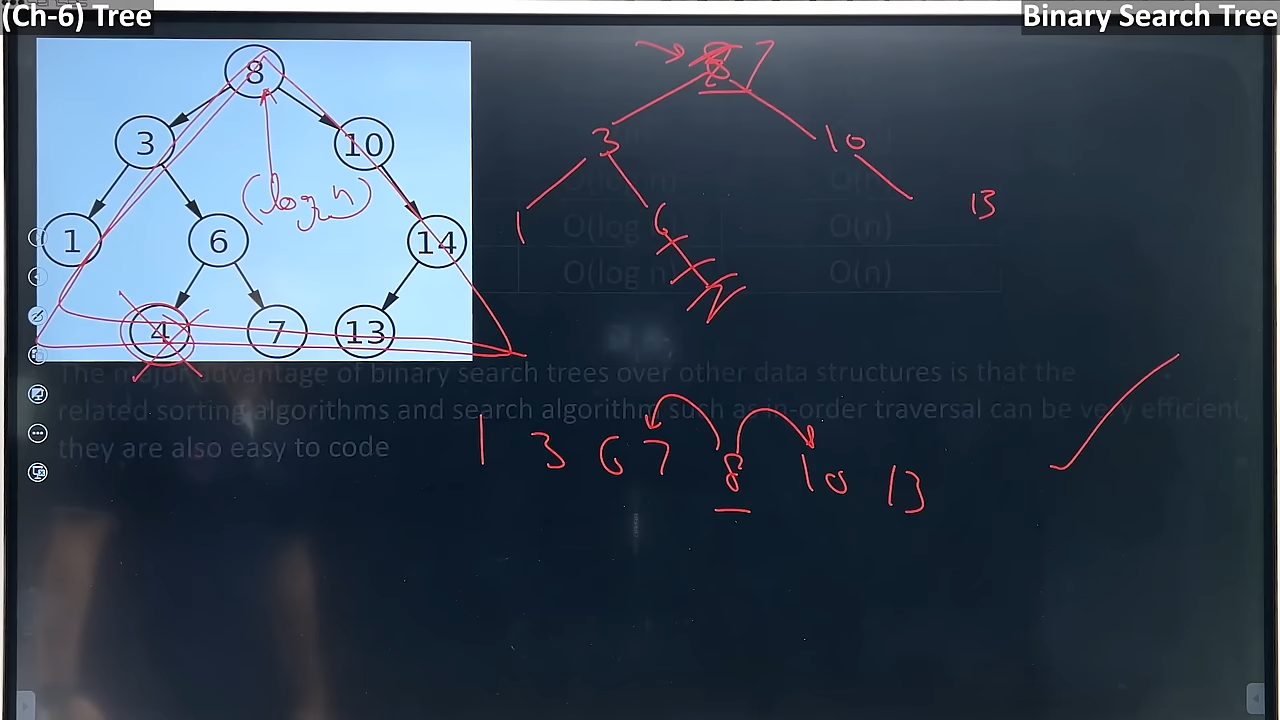 (Ch-6) Tree
Binary Search Tree
8
3 10
1 6 14
4 7 13
(log n)
8 7
3 10
1 6 13
O(n)
O(log n) O(n)
O(log n) O(n)
O(log n) O(n)
The major advantage of binary search trees over other data structures is that the
related sorting algorithms and search algorithms such as in-order traversal can be very efficient,
they are also easy to code
1 3 6 7 8 10 13